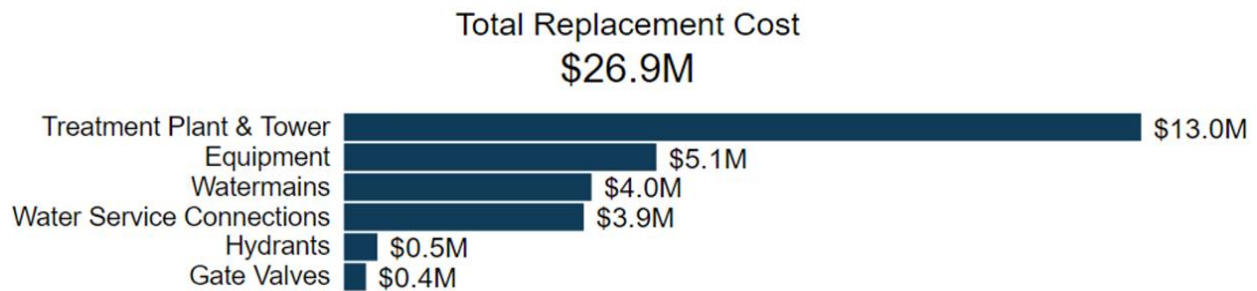 Total Replacement Cost
$26.9M
Treatment Plant & Tower $13.0M
Equipment $5.1M
Watermains $4.0M
Water Service Connections $3.9M
Hydrants $0.5M
Gate Valves $0.4M